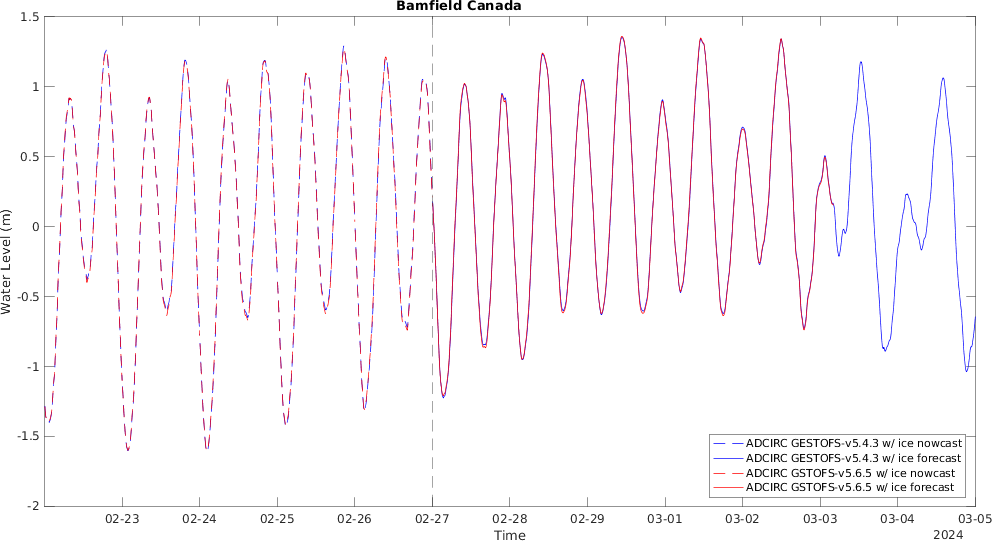 Bamfield Canada
1.5
1
0.5
0
-0.5
-1
-1.5
-2
Water Level (m)
02-23 02-24 02-25 02-26 02-27 02-28 02-29 03-01 03-02 03-03 03-04 03-05
Time
2024
ADCIRC GESTOFS-v5.4.3 w/ ice nowcast
ADCIRC GESTOFS-v5.4.3 w/ ice forecast
ADCIRC GSTOFS-v5.6.5 w/ ice nowcast
ADCIRC GSTOFS-v5.6.5 w/ ice forecast